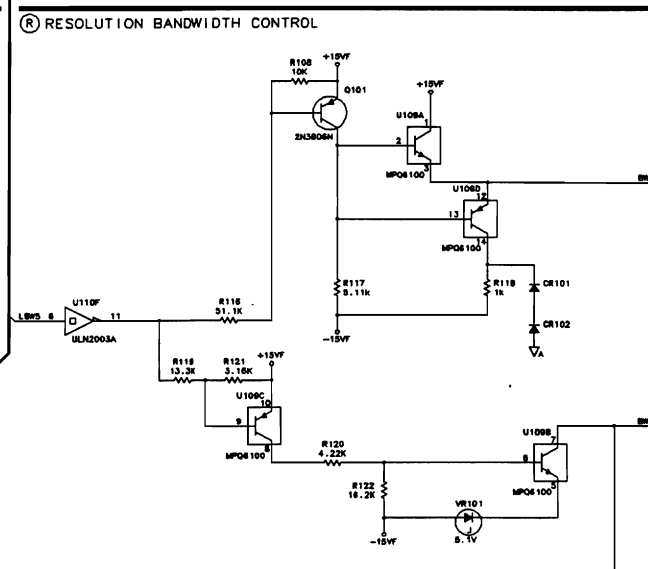 R RESOLUTION BANDWIDTH CONTROL
+15VF
R108
10K
Q101
2N3906N
+15VF
U109A
1
2
3
MPQ6100
BW
U109D
12
13
14
MPQ6100
R117
5.11k
R118
1k
CR101
CR102
A
-15VF
LBW5 6
U110F
11
ULN2003A
R116
51.1K
R119
13.3K
R121
3.16K
+15VF
U109C
10
9
8
MPQ6100
R120
4.22K
R122
16.2K
-15VF
VR101
5.1V
U109B
7
6
5
MPQ6100
BW